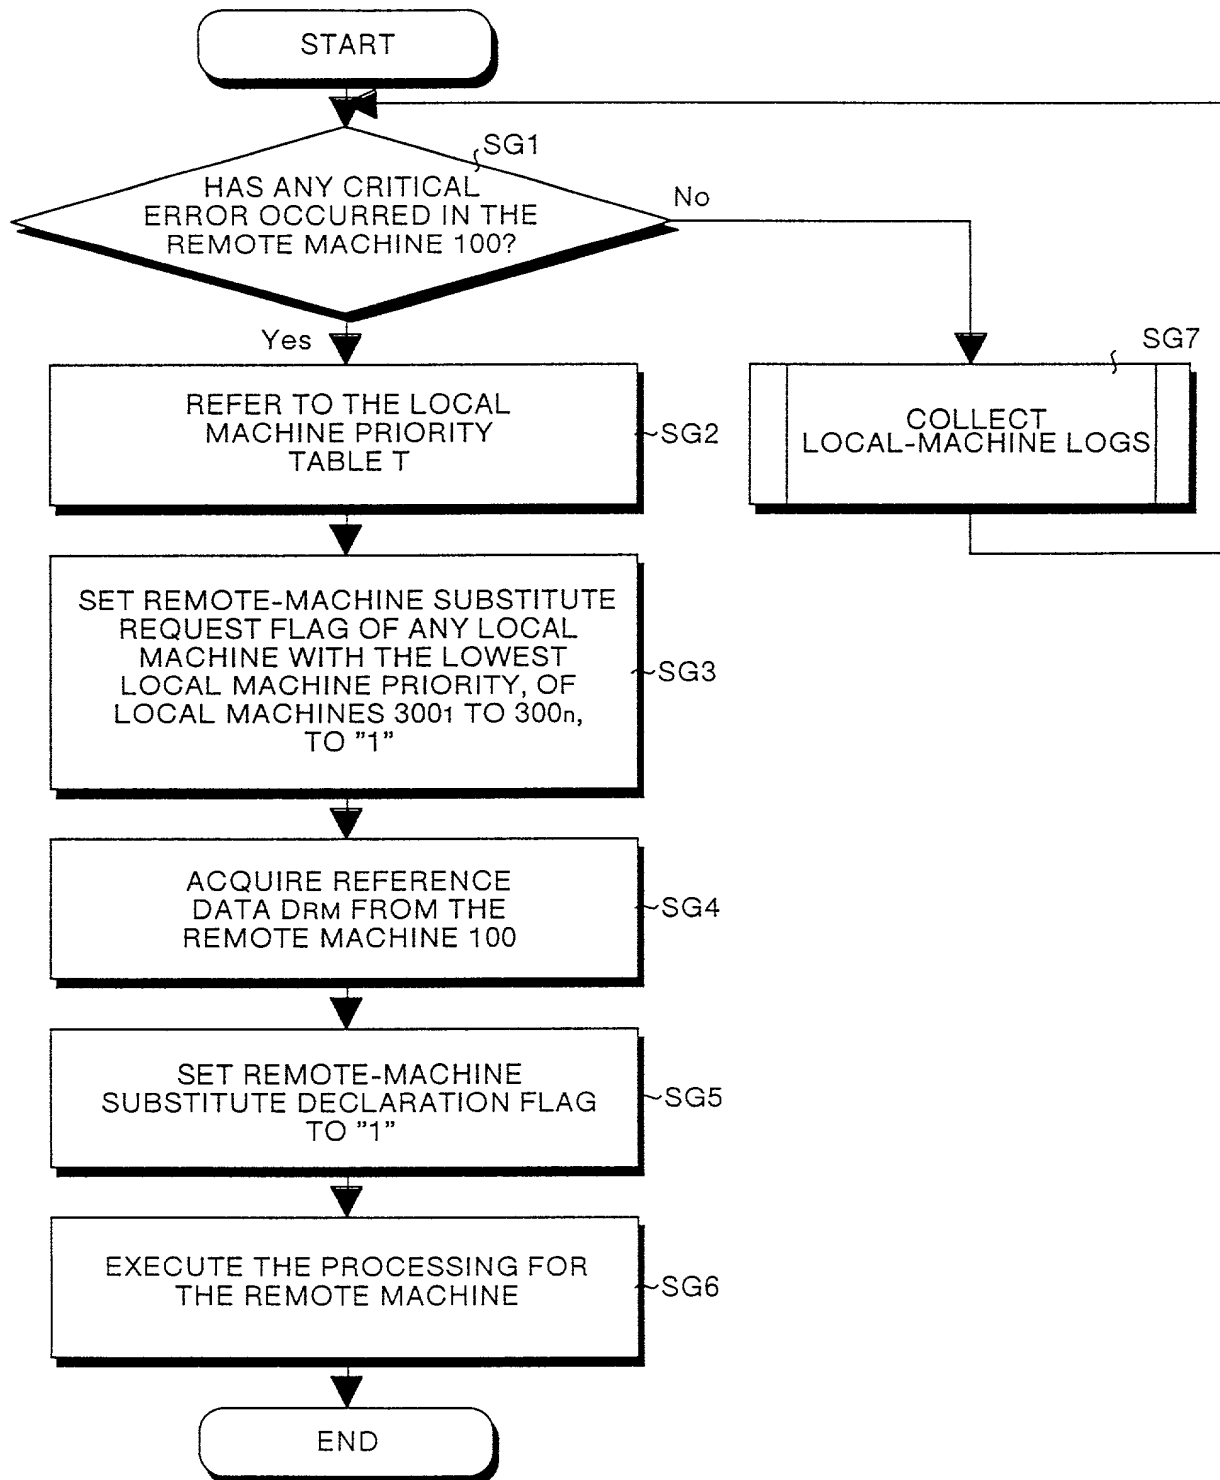 START
SG1
HAS ANY CRITICAL
ERROR OCCURRED IN THE
REMOTE MACHINE 100?
No
Yes
SG7
COLLECT
LOCAL-MACHINE LOGS
REFER TO THE LOCAL
MACHINE PRIORITY
TABLE T
SG2
SET REMOTE-MACHINE SUBSTITUTE
REQUEST FLAG OF ANY LOCAL
MACHINE WITH THE LOWEST
LOCAL MACHINE PRIORITY, OF
LOCAL MACHINES 3001 TO 300n,
TO "1"
SG3
ACQUIRE REFERENCE
DATA DRM FROM THE
REMOTE MACHINE 100
SG4
SET REMOTE-MACHINE
SUBSTITUTE DECLARATION FLAG
TO "1"
SG5
EXECUTE THE PROCESSING FOR
THE REMOTE MACHINE
SG6
END